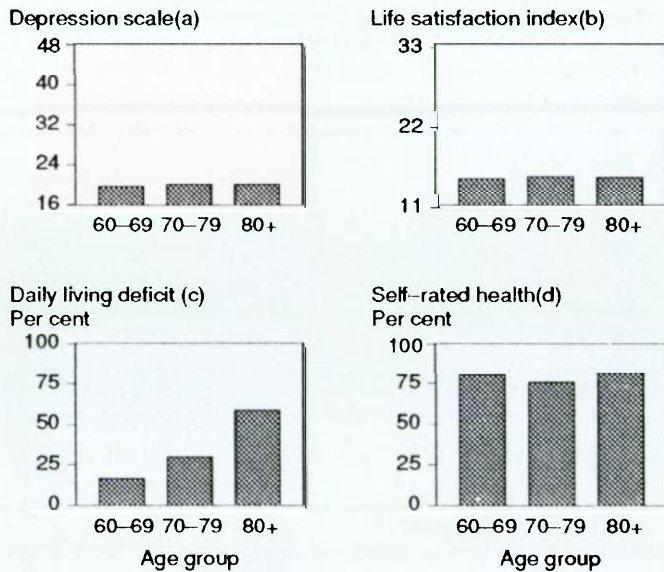 Depression scale(a)
48
40
32
24
16
60–69 70–79 80+
Life satisfaction index(b)
33
22
11
60–69 70–79 80+
Daily living deficit (c)
Per cent
100
75
50
25
0
60–69 70–79 80+
Age group
Self–rated health(d)
Per cent
100
75
50
25
0
60–69 70–79 80+
Age group